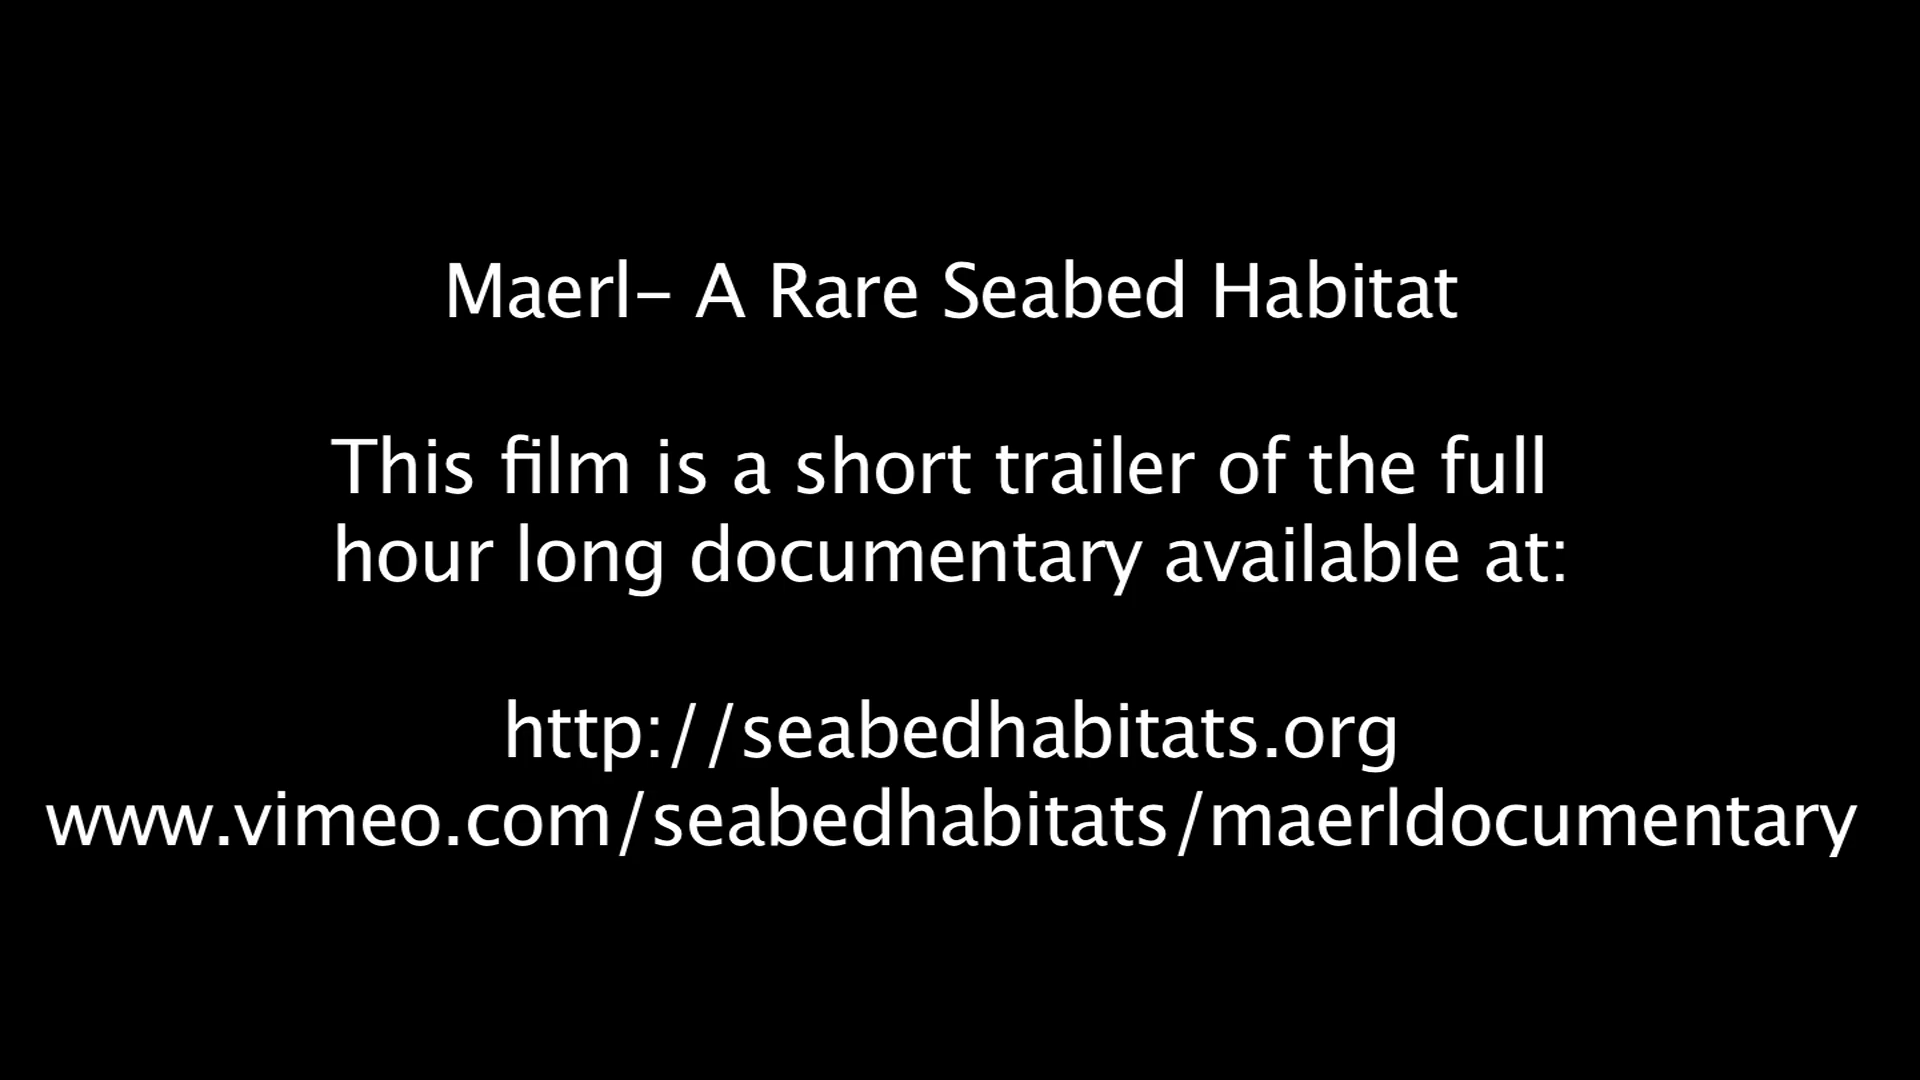 Maerl- A Rare Seabed Habitat
This film is a short trailer of the full
hour long documentary available at:
http://seabedhabitats.org
www.vimeo.com/seabedhabitats/maerldocumentary